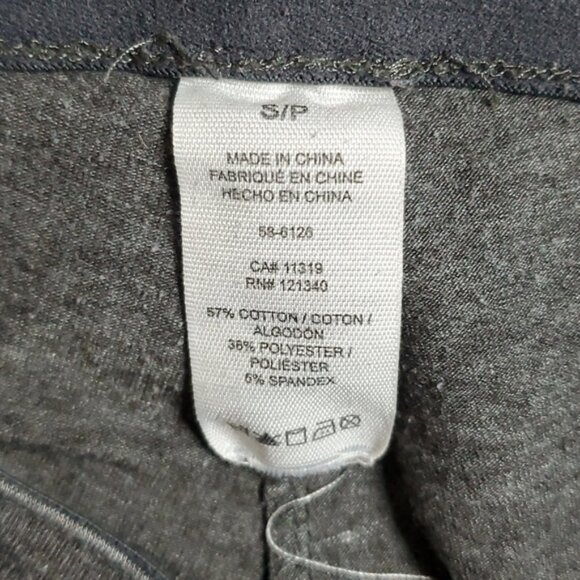 S/P
MADE IN CHINA
FABRIQUÉ EN CHINE
HECHO EN CHINA
58-6126
CA# 11319
RN# 121340
57% COTTON / COTON /
ALGODÓN
38% POLYESTER /
POLIÉSTER
5% SPANDEX